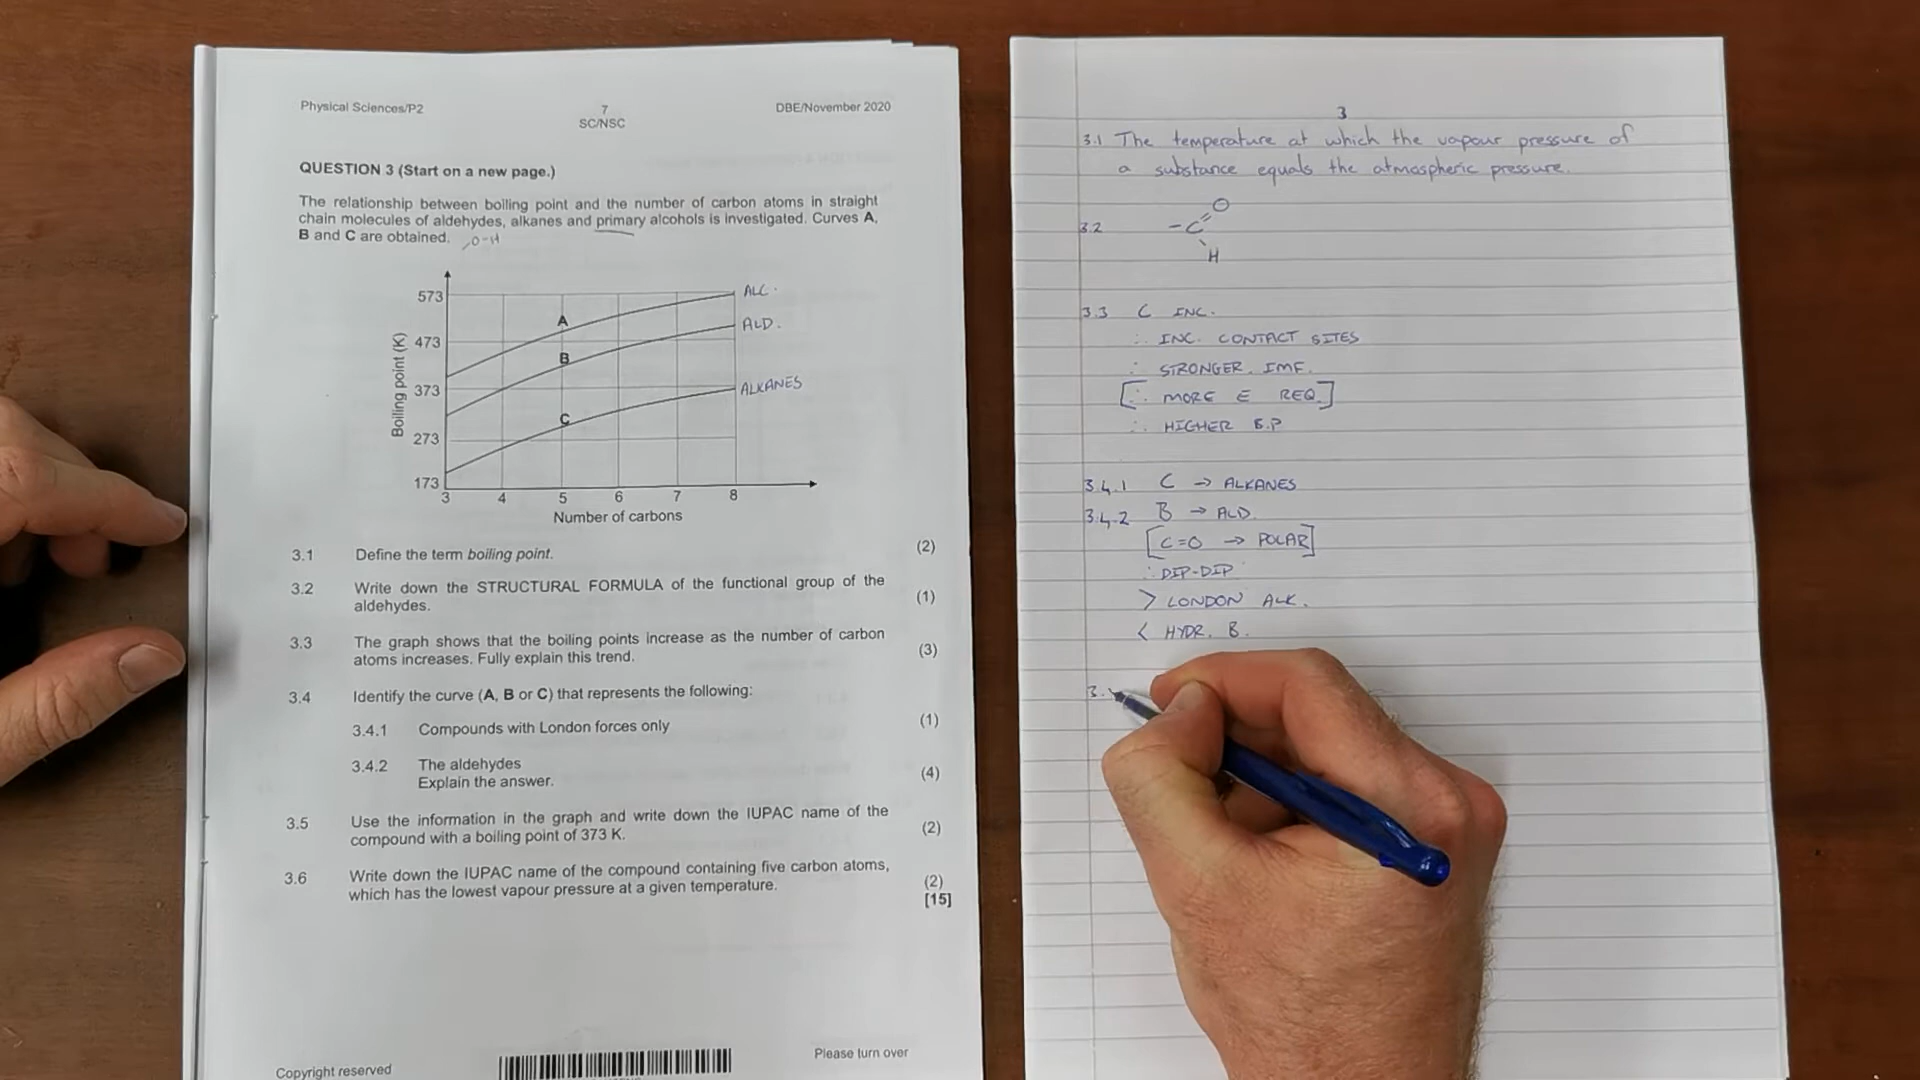 Physical Sciences/P2
7
SC/NSC
DBE/November 2020
QUESTION 3 (Start on a new page.)
The relationship between boiling point and the number of carbon atoms in straight
chain molecules of aldehydes, alkanes and primary alcohols is investigated. Curves A,
B and C are obtained.
O-H
573
473
373
273
173
Boiling point (K)
A
B
C
ALC.
ALD.
ALKANES
3 4 5 6 7 8
Number of carbons
3.1 Define the term boiling point. (2)
3.2 Write down the STRUCTURAL FORMULA of the functional group of the
aldehydes. (1)
3.3 The graph shows that the boiling points increase as the number of carbon
atoms increases. Fully explain this trend. (3)
3.4 Identify the curve (A, B or C) that represents the following:
3.4.1 Compounds with London forces only (1)
3.4.2 The aldehydes
Explain the answer. (4)
3.5 Use the information in the graph and write down the IUPAC name of the
compound with a boiling point of 373 K. (2)
3.6 Write down the IUPAC name of the compound containing five carbon atoms,
which has the lowest vapour pressure at a given temperature. (2)
[15]
Copyright reserved
Please turn over
3
3.1 The temperature at which the vapour pressure of
a substance equals the atmospheric pressure.
3.2 -C=O
H
3.3 C INC.
∴ INC. CONTACT SITES
∴ STRONGER IMF.
[∴ MORE E REQ.]
∴ HIGHER B.P
3.4.1 C → ALKANES
3.4.2 B → ALD.
[C=O → POLAR]
∴ DIP-DIP
> LONDON ALK.
< HYDR. B.
3.